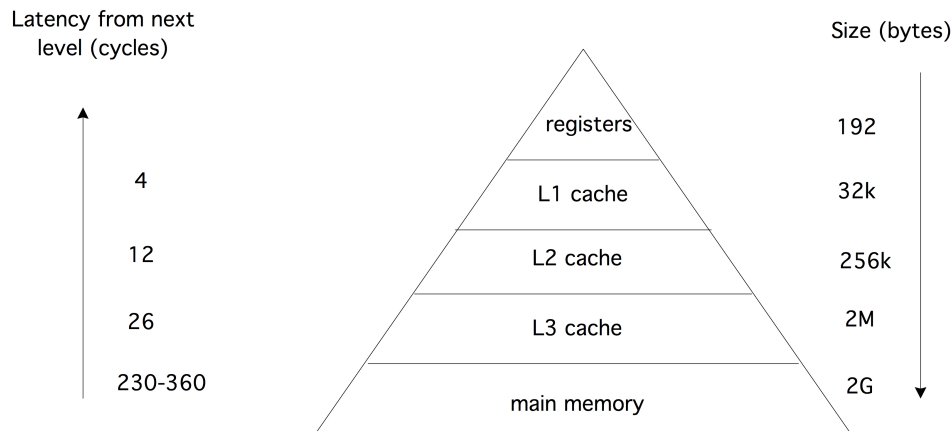 Latency from next
level (cycles)
Size (bytes)
registers
192
4
L1 cache
32k
12
L2 cache
256k
26
L3 cache
2M
230-360
main memory
2G